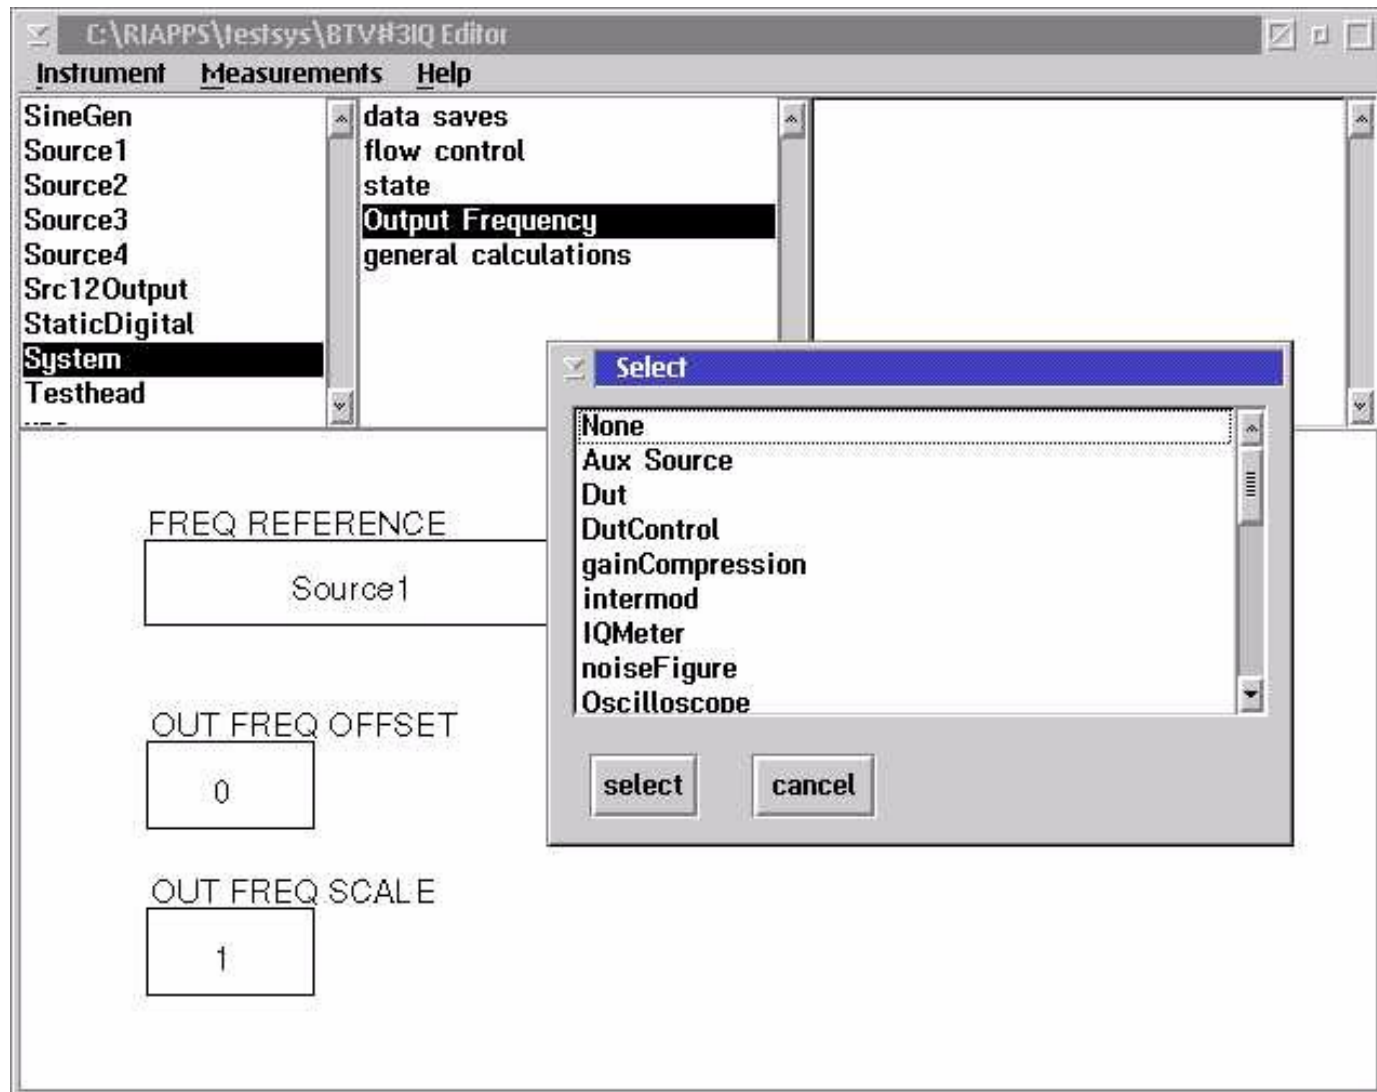 C:\RIAPPS\testsys\BTV#3IQ Editor
Instrument Measurements Help
SineGen
Source1
Source2
Source3
Source4
Src12Output
StaticDigital
System
Testhead
data saves
flow control
state
Output Frequency
general calculations
Select
None
Aux Source
Dut
DutControl
gainCompression
intermod
IQMeter
noiseFigure
Oscilloscope
select cancel
FREQ REFERENCE
Source1
OUT FREQ OFFSET
0
OUT FREQ SCALE
1